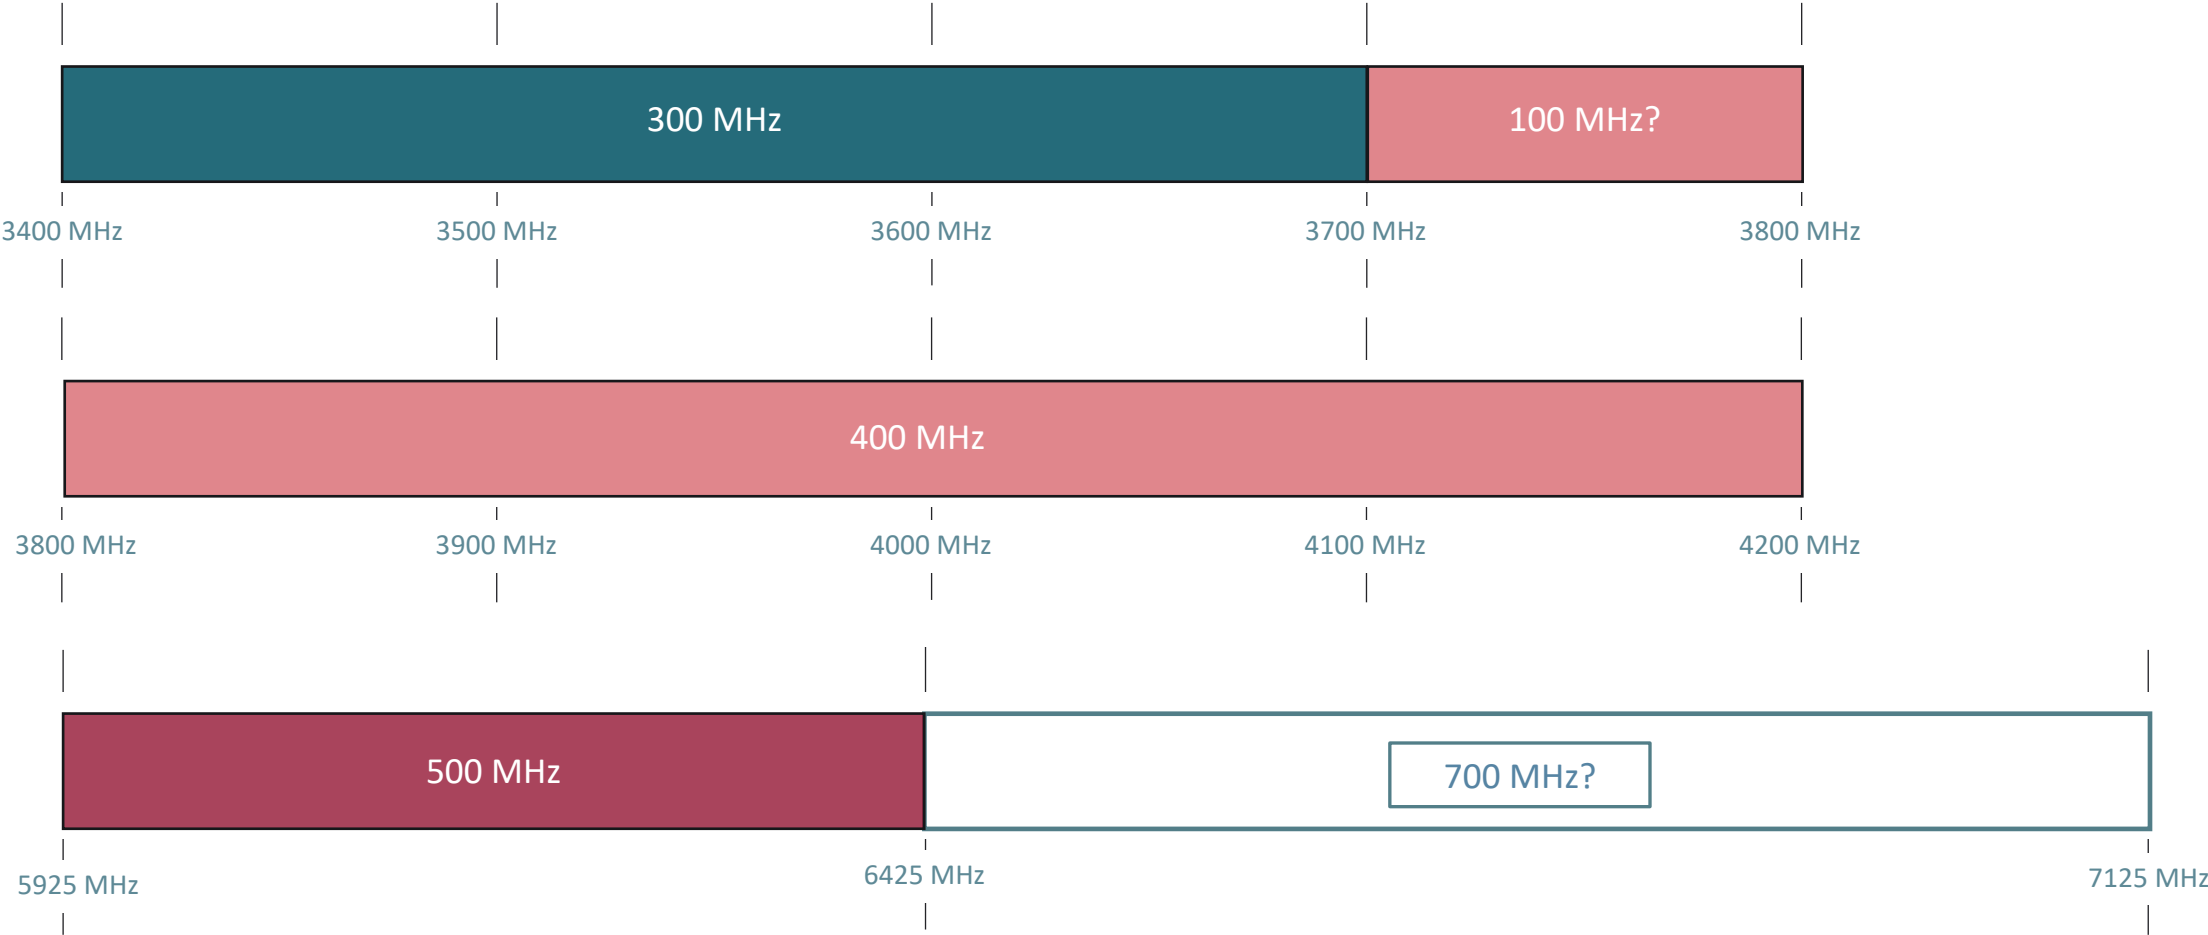 300 MHz 100 MHz?
3400 MHz 3500 MHz 3600 MHz 3700 MHz 3800 MHz
400 MHz
3800 MHz 3900 MHz 4000 MHz 4100 MHz 4200 MHz
500 MHz 700 MHz?
5925 MHz 6425 MHz 7125 MHz